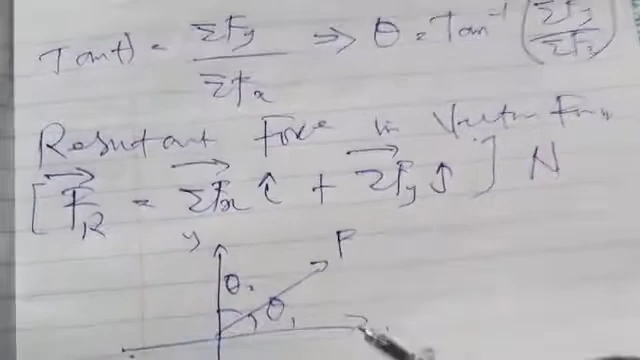 Tanθ = ΣFy / ΣFx ⇒ θ = Tan⁻¹ (ΣFy / ΣFx)
Resultant Force in Vector Form
[F⃗R = ΣF⃗x î + ΣF⃗y ĵ] N
y
F
θ₂
θ₁